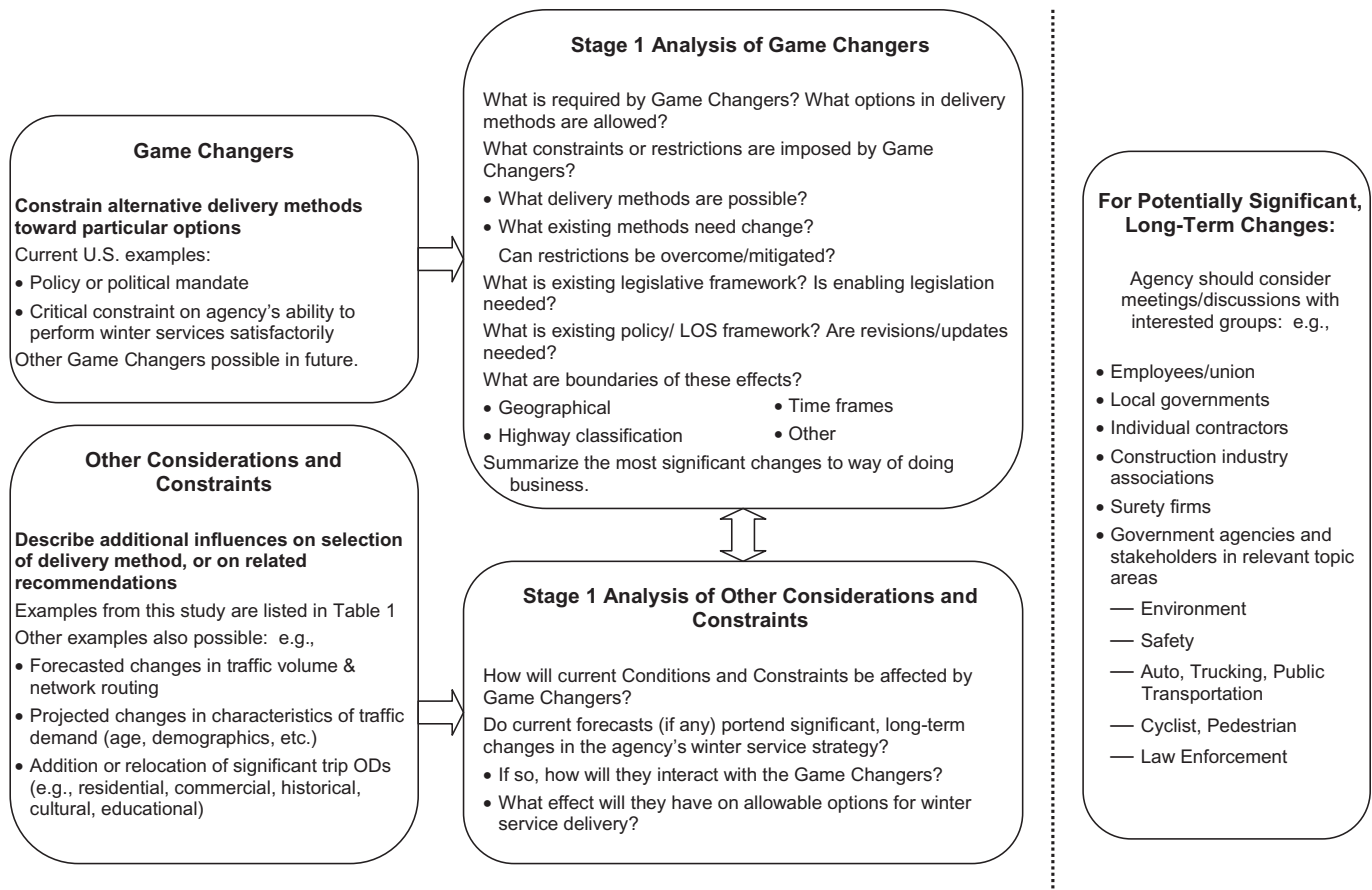 Game Changers
Constrain alternative delivery methods
toward particular options
Current U.S. examples:
• Policy or political mandate
• Critical constraint on agency’s ability to
perform winter services satisfactorily
Other Game Changers possible in future.
Other Considerations and
Constraints
Describe additional influences on selection
of delivery method, or on related
recommendations
Examples from this study are listed in Table 1
Other examples also possible: e.g.,
• Forecasted changes in traffic volume &
network routing
• Projected changes in characteristics of traffic
demand (age, demographics, etc.)
• Addition or relocation of significant trip ODs
(e.g., residential, commercial, historical,
cultural, educational)
Stage 1 Analysis of Game Changers
What is required by Game Changers? What options in delivery
methods are allowed?
What constraints or restrictions are imposed by Game
Changers?
• What delivery methods are possible?
• What existing methods need change?
Can restrictions be overcome/mitigated?
What is existing legislative framework? Is enabling legislation
needed?
What is existing policy/ LOS framework? Are revisions/updates
needed?
What are boundaries of these effects?
• Geographical
• Time frames
• Highway classification
• Other
Summarize the most significant changes to way of doing
business.
Stage 1 Analysis of Other Considerations and
Constraints
How will current Conditions and Constraints be affected by
Game Changers?
Do current forecasts (if any) portend significant, long-term
changes in the agency’s winter service strategy?
• If so, how will they interact with the Game Changers?
• What effect will they have on allowable options for winter
service delivery?
For Potentially Significant,
Long-Term Changes:
Agency should consider
meetings/discussions with
interested groups: e.g.,
• Employees/union
• Local governments
• Individual contractors
• Construction industry
associations
• Surety firms
• Government agencies and
stakeholders in relevant topic
areas
— Environment
— Safety
— Auto, Trucking, Public
Transportation
— Cyclist, Pedestrian
— Law Enforcement